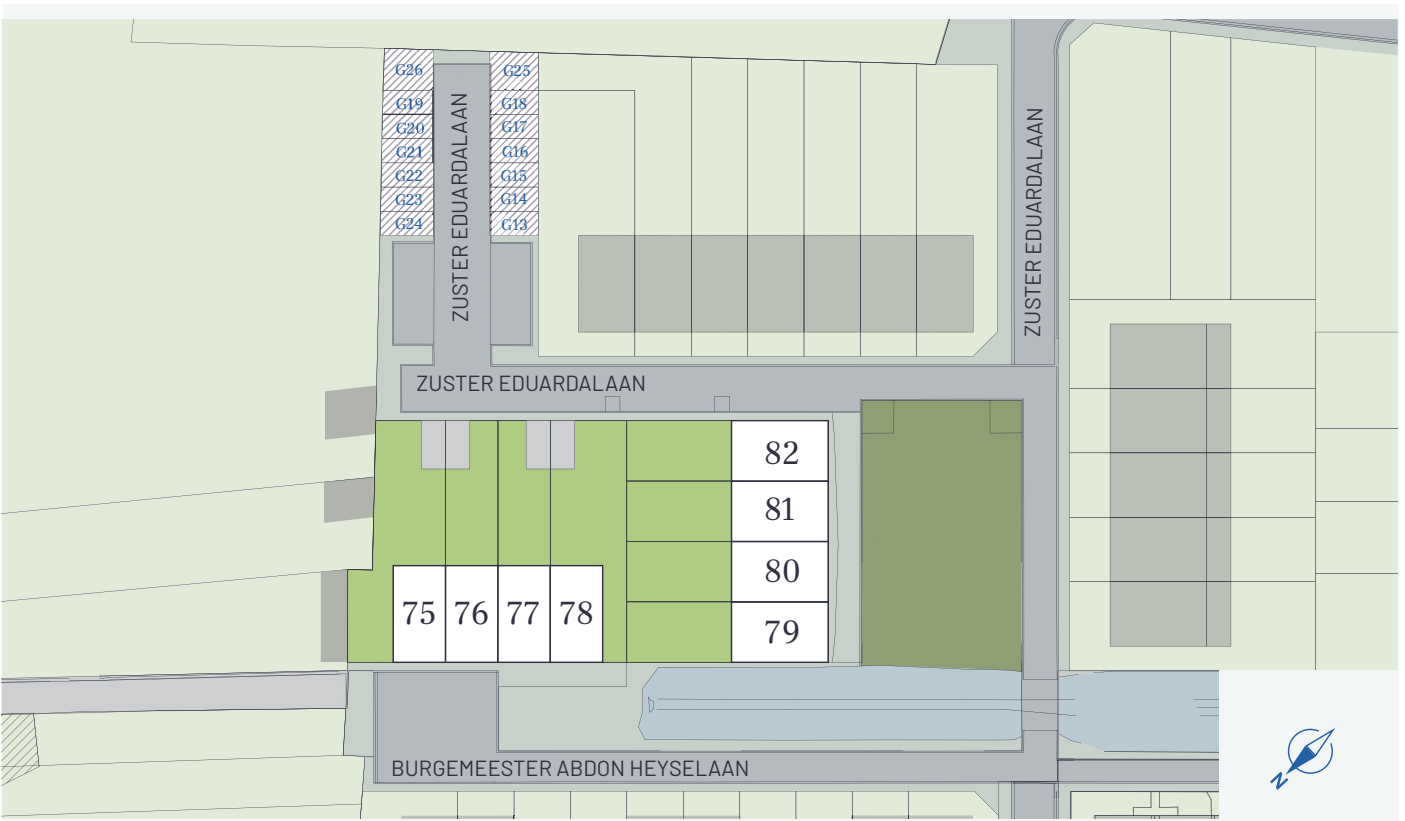 G26
G25
G19
G18
G20
G17
G21
G16
G22
G15
G23
G14
G24
G13
ZUSTER EDUARDALAAN
ZUSTER EDUARDALAAN
ZUSTER EDUARDALAAN
82
81
80
79
75
76
77
78
BURGEMEESTER ABDON HEYSELAAN
N